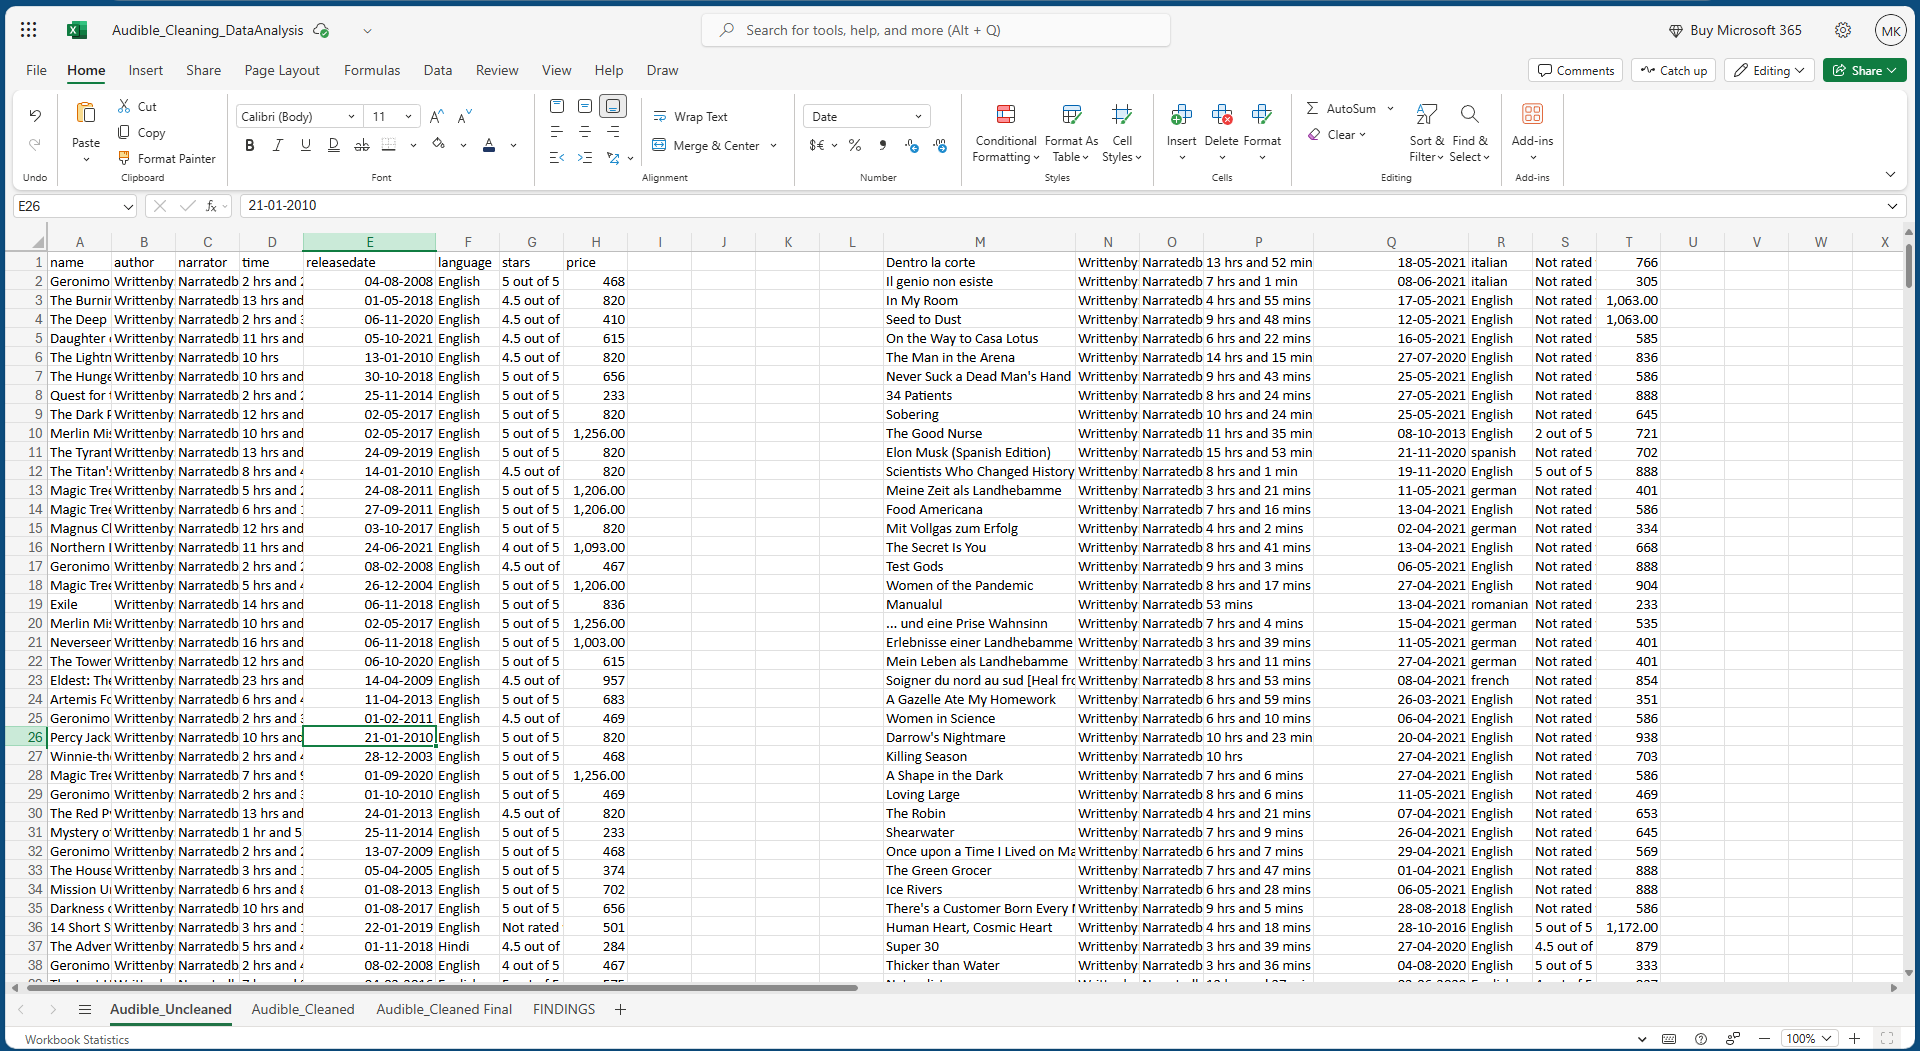 Audible_Cleaning_DataAnalysis
Search for tools, help, and more (Alt + Q)
Buy Microsoft 365
MK
File Home Insert Share Page Layout Formulas Data Review View Help Draw
Comments Catch up Editing Share
Paste Cut Copy Format Painter
Calibri (Body) 11
B I U D ab A
Wrap Text
Merge & Center
Date
$€ % 9
Conditional Formatting Format As Table Cell Styles
Insert Delete Format
AutoSum
Clear
Sort & Filter Find & Select
Add-ins
Undo Clipboard Font Alignment Number Styles Cells Editing Add-ins
E26 fx 21-01-2010
A B C D E F G H I J K L M N O P Q R S T U V W X
1 name author narrator time releasedate language stars price Dentro la corte Writtenby Narratedb 13 hrs and 52 min 18-05-2021 italian Not rated 766
2 Geronimo Writtenby Narratedb 2 hrs and 04-08-2008 English 5 out of 5 468 Il genio non esiste Writtenby Narratedb 7 hrs and 1 min 08-06-2021 italian Not rated 305
3 The Burnin Writtenby Narratedb 13 hrs and 01-05-2018 English 4.5 out of 820 In My Room Writtenby Narratedb 4 hrs and 55 mins 17-05-2021 English Not rated 1,063.00
4 The Deep Writtenby Narratedb 2 hrs and 3 06-11-2020 English 4.5 out of 410 Seed to Dust Writtenby Narratedb 9 hrs and 48 mins 12-05-2021 English Not rated 1,063.00
5 Daughter Writtenby Narratedb 11 hrs and 05-10-2021 English 4.5 out of 615 On the Way to Casa Lotus Writtenby Narratedb 6 hrs and 22 mins 16-05-2021 English Not rated 585
6 The Lightn Writtenby Narratedb 10 hrs 13-01-2010 English 4.5 out of 820 The Man in the Arena Writtenby Narratedb 14 hrs and 15 min 27-07-2020 English Not rated 836
7 The Hunge Writtenby Narratedb 10 hrs and 30-10-2018 English 5 out of 5 656 Never Suck a Dead Man's Hand Writtenby Narratedb 9 hrs and 43 mins 25-05-2021 English Not rated 586
8 Quest for Writtenby Narratedb 2 hrs and 25-11-2014 English 5 out of 5 233 34 Patients Writtenby Narratedb 8 hrs and 24 mins 27-05-2021 English Not rated 888
9 The Dark Writtenby Narratedb 12 hrs and 02-05-2017 English 5 out of 5 820 Sobering Writtenby Narratedb 10 hrs and 24 min 25-05-2021 English Not rated 645
10 Merlin Mis Writtenby Narratedb 10 hrs and 02-05-2017 English 5 out of 5 1,256.00 The Good Nurse Writtenby Narratedb 11 hrs and 35 min 08-10-2013 English 2 out of 5 721
11 The Tyrant Writtenby Narratedb 13 hrs and 24-09-2019 English 5 out of 5 820 Elon Musk (Spanish Edition) Writtenby Narratedb 15 hrs and 53 min 21-11-2020 spanish Not rated 702
12 The Titan's Writtenby Narratedb 8 hrs and 4 14-01-2010 English 4.5 out of 820 Scientists Who Changed History Writtenby Narratedb 8 hrs and 1 min 19-11-2020 English 5 out of 5 888
13 Magic Tree Writtenby Narratedb 5 hrs and 2 24-08-2011 English 5 out of 5 1,206.00 Meine Zeit als Landhebamme Writtenby Narratedb 3 hrs and 21 mins 11-05-2021 german Not rated 401
14 Magic Tree Writtenby Narratedb 6 hrs and 1 27-09-2011 English 5 out of 5 1,206.00 Food Americana Writtenby Narratedb 7 hrs and 16 mins 13-04-2021 English Not rated 586
15 Magnus Writtenby Narratedb 12 hrs and 03-10-2017 English 5 out of 5 820 Mit Vollgas zum Erfolg Writtenby Narratedb 4 hrs and 2 mins 02-04-2021 german Not rated 334
16 Northern Writtenby Narratedb 11 hrs and 24-06-2021 English 4 out of 5 1,093.00 The Secret Is You Writtenby Narratedb 8 hrs and 41 mins 13-04-2021 English Not rated 668
17 Geronimo Writtenby Narratedb 2 hrs and 08-02-2008 English 4.5 out of 467 Test Gods Writtenby Narratedb 9 hrs and 3 mins 06-05-2021 English Not rated 888
18 Magic Tree Writtenby Narratedb 5 hrs and 4 26-12-2004 English 5 out of 5 1,206.00 Women of the Pandemic Writtenby Narratedb 8 hrs and 17 mins 27-04-2021 English Not rated 904
19 Exile Writtenby Narratedb 14 hrs and 06-11-2018 English 5 out of 5 836 Manualul Writtenby Narratedb 53 mins 13-04-2021 romanian Not rated 233
20 Merlin Mis Writtenby Narratedb 10 hrs and 02-05-2017 English 5 out of 5 1,256.00 ... und eine Prise Wahnsinn Writtenby Narratedb 7 hrs and 4 mins 15-04-2021 german Not rated 535
21 Neverseen Writtenby Narratedb 16 hrs and 06-11-2018 English 5 out of 5 1,003.00 Erlebnisse einer Landhebamme Writtenby Narratedb 3 hrs and 39 mins 11-05-2021 german Not rated 401
22 The Tower Writtenby Narratedb 12 hrs and 06-10-2020 English 5 out of 5 615 Mein Leben als Landhebamme Writtenby Narratedb 3 hrs and 11 mins 27-04-2021 german Not rated 401
23 Eldest: The Writtenby Narratedb 23 hrs and 14-04-2009 English 4.5 out of 957 Soigner du nord au sud [Heal fro Writtenby Narratedb 8 hrs and 53 mins 08-04-2021 french Not rated 854
24 Artemis Fo Writtenby Narratedb 6 hrs and 4 11-04-2013 English 5 out of 5 683 A Gazelle Ate My Homework Writtenby Narratedb 6 hrs and 59 mins 26-03-2021 English Not rated 351
25 Geronimo Writtenby Narratedb 2 hrs and 3 01-02-2011 English 4.5 out of 469 Women in Science Writtenby Narratedb 6 hrs and 10 mins 06-04-2021 English Not rated 586
26 Percy Jack Writtenby Narratedb 10 hrs and 21-01-2010 English 5 out of 5 820 Darrow's Nightmare Writtenby Narratedb 10 hrs and 23 min 20-04-2021 English Not rated 938
27 Winnie-the Writtenby Narratedb 2 hrs and 4 28-12-2003 English 5 out of 5 468 Killing Season Writtenby Narratedb 10 hrs 27-04-2021 English Not rated 703
28 Magic Tree Writtenby Narratedb 7 hrs and 9 01-09-2020 English 5 out of 5 1,256.00 A Shape in the Dark Writtenby Narratedb 7 hrs and 6 mins 27-04-2021 English Not rated 586
29 Geronimo Writtenby Narratedb 2 hrs and 3 01-10-2010 English 5 out of 5 469 Loving Large Writtenby Narratedb 8 hrs and 6 mins 11-05-2021 English Not rated 469
30 The Red Writtenby Narratedb 13 hrs and 24-01-2013 English 4.5 out of 820 The Robin Writtenby Narratedb 4 hrs and 21 mins 07-04-2021 English Not rated 653
31 Mystery o Writtenby Narratedb 1 hr and 5 25-11-2014 English 5 out of 5 233 Shearwater Writtenby Narratedb 7 hrs and 9 mins 26-04-2021 English Not rated 645
32 Geronimo Writtenby Narratedb 2 hrs and 13-07-2009 English 5 out of 5 468 Once upon a Time I Lived on Ma Writtenby Narratedb 6 hrs and 7 mins 29-04-2021 English Not rated 569
33 The House Writtenby Narratedb 3 hrs and 1 05-04-2005 English 5 out of 5 374 The Green Grocer Writtenby Narratedb 7 hrs and 47 mins 01-04-2021 English Not rated 888
34 Mission Writtenby Narratedb 6 hrs and 8 01-08-2013 English 5 out of 5 702 Ice Rivers Writtenby Narratedb 6 hrs and 28 mins 06-05-2021 English Not rated 888
35 Darkness Writtenby Narratedb 10 hrs and 01-08-2017 English 5 out of 5 656 There's a Customer Born Every Writtenby Narratedb 9 hrs and 5 mins 28-08-2018 English Not rated 586
36 14 Short S Writtenby Narratedb 3 hrs and 22-01-2019 English Not rated 501 Human Heart, Cosmic Heart Writtenby Narratedb 4 hrs and 18 mins 28-10-2016 English 5 out of 5 1,172.00
37 The Adven Writtenby Narratedb 5 hrs and 4 01-11-2018 Hindi 4.5 out of 284 Super 30 Writtenby Narratedb 3 hrs and 39 mins 27-04-2020 English 4.5 out of 879
38 Geronimo Writtenby Narratedb 2 hrs and 4 08-02-2008 English 4 out of 5 467 Thicker than Water Writtenby Narratedb 3 hrs and 36 mins 04-08-2020 English 5 out of 5 333
Audible_Uncleaned Audible_Cleaned Audible_Cleaned Final FINDINGS
Workbook Statistics 100%